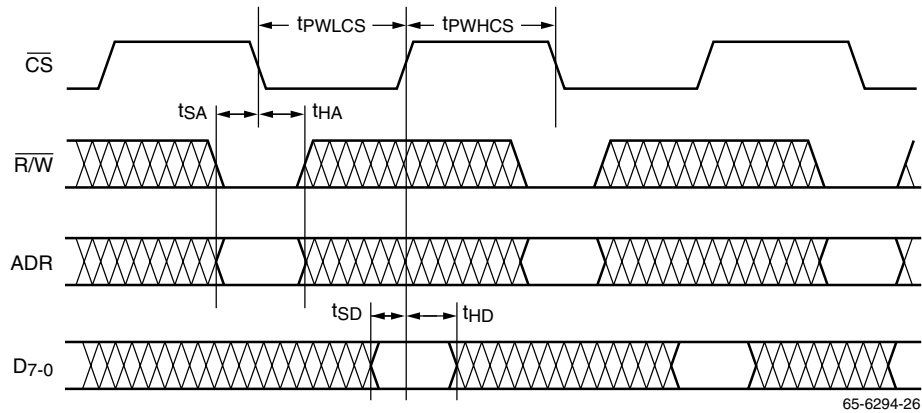 tPWLCS tPWHCS
CS
tSA tHA
R/W
ADR
tSD tHD
D7-0
65-6294-26